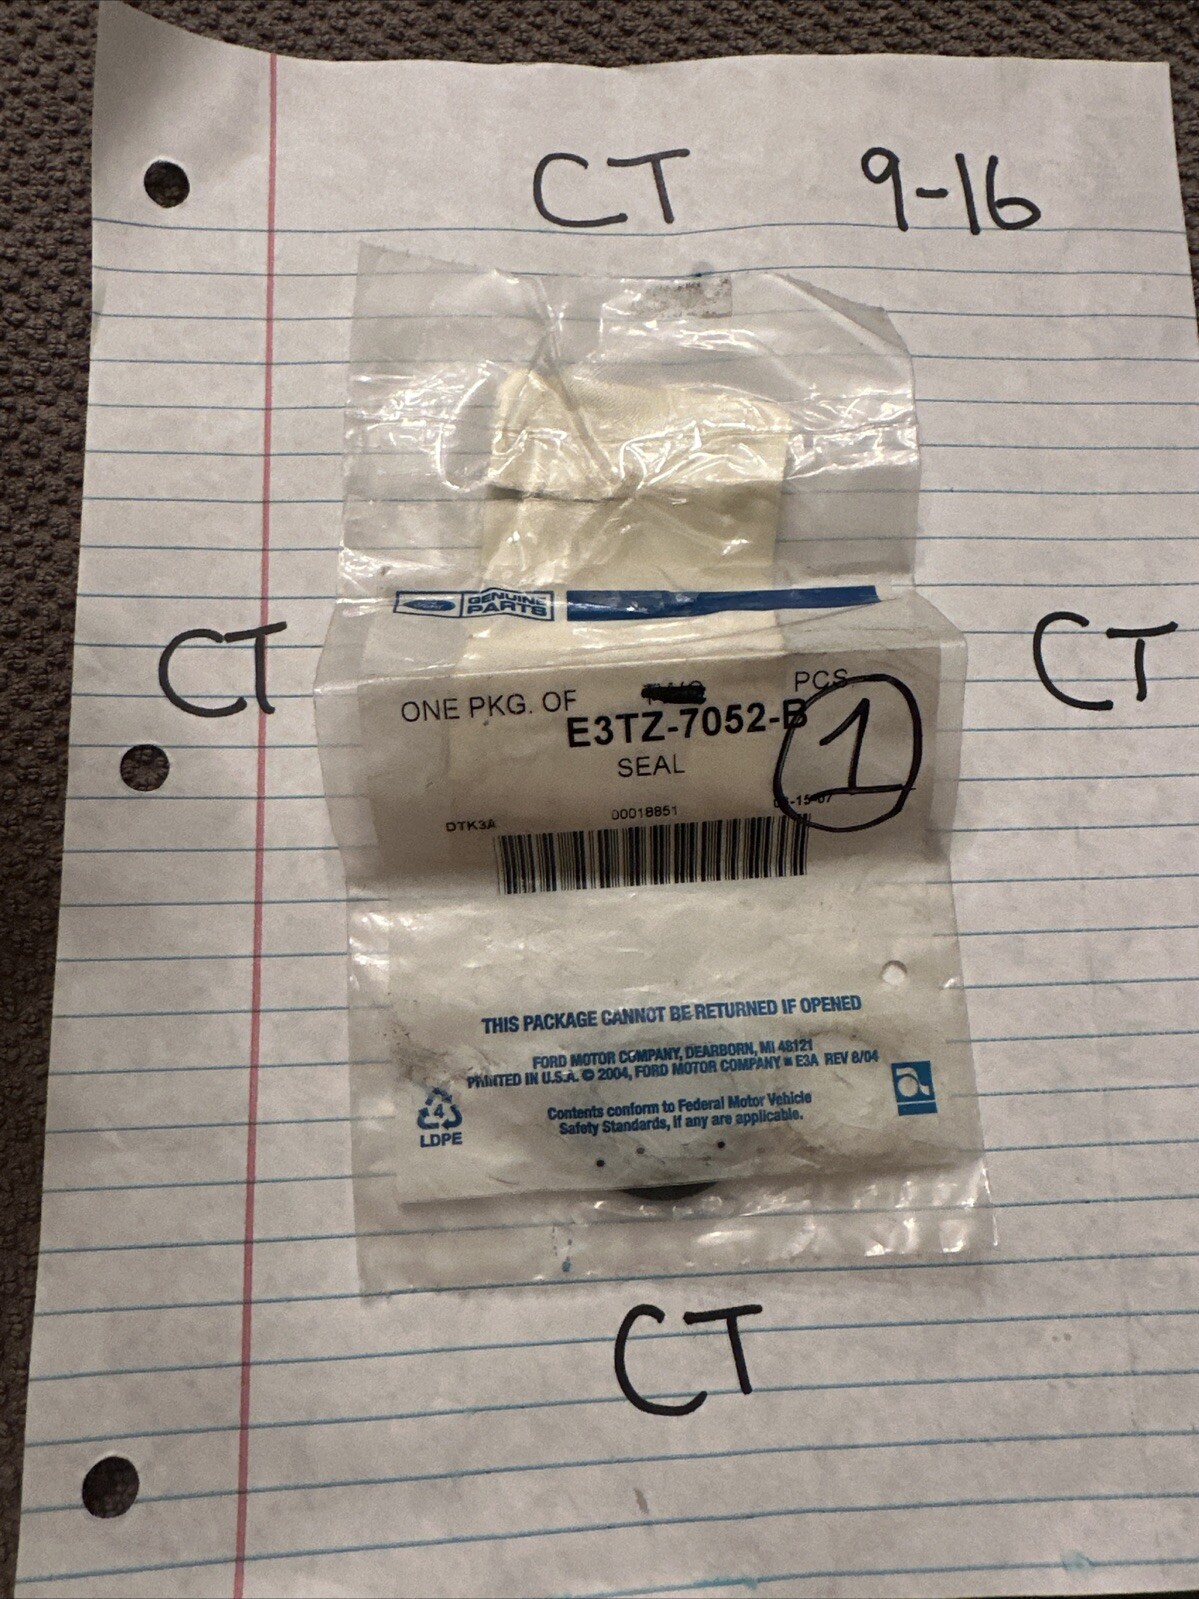 CT 9-16
Ford GENUINE PARTS
CT
CT
ONE PKG. OF TWO PCS
E3TZ-7052-B
1
SEAL
00018851
DTK3A
THIS PACKAGE CANNOT BE RETURNED IF OPENED
FORD MOTOR COMPANY, DEARBORN, MI 48121
PRINTED IN U.S.A. © 2004, FORD MOTOR COMPANY ■ E3A REV 8/04
Contents conform to Federal Motor Vehicle
Safety Standards, if any are applicable.
4
LDPE
CT